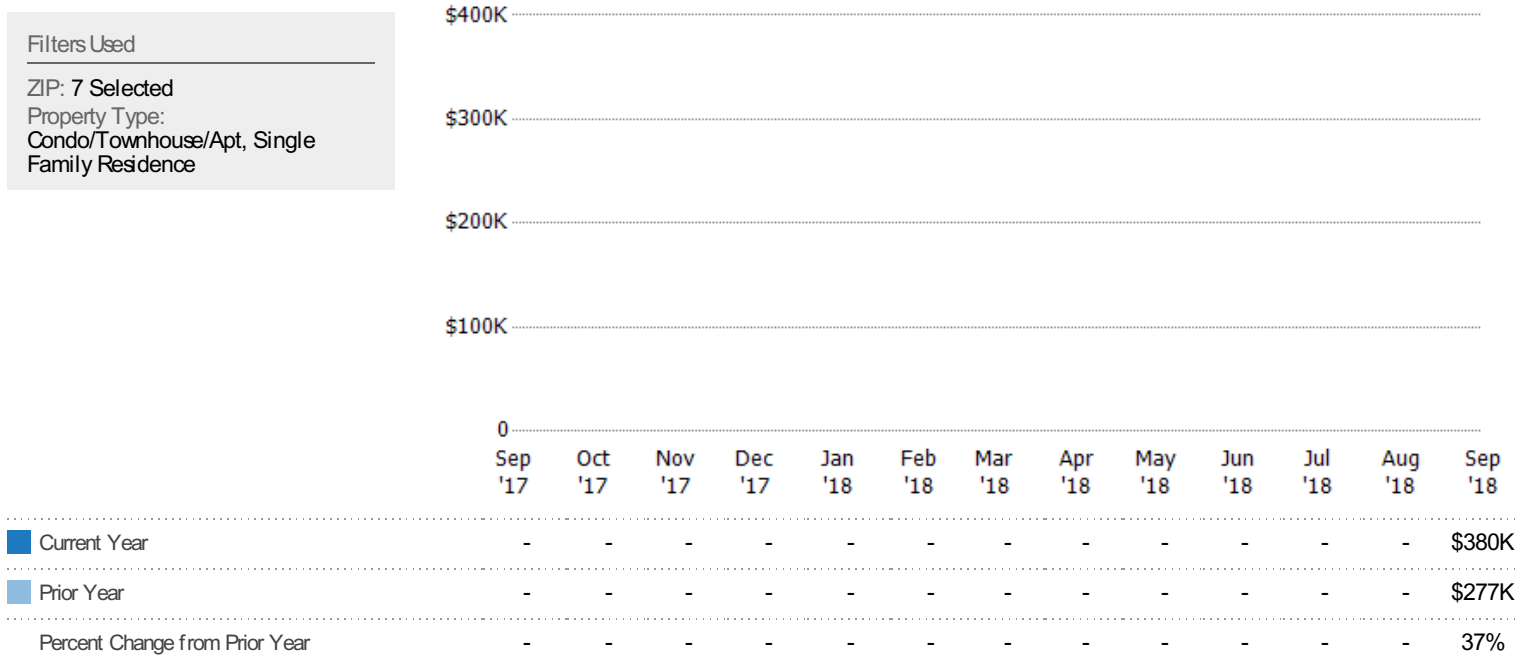 Filters Used
ZIP: 7 Selected
Property Type:
Condo/Townhouse/Apt, Single
Family Residence
$400K
$300K
$200K
$100K
0
Sep Oct Nov Dec Jan Feb Mar Apr May Jun Jul Aug Sep
'17 '17 '17 '17 '18 '18 '18 '18 '18 '18 '18 '18 '18
Current Year - - - - - - - - - - - - $380K
Prior Year - - - - - - - - - - - - $277K
Percent Change from Prior Year - - - - - - - - - - - - 37%